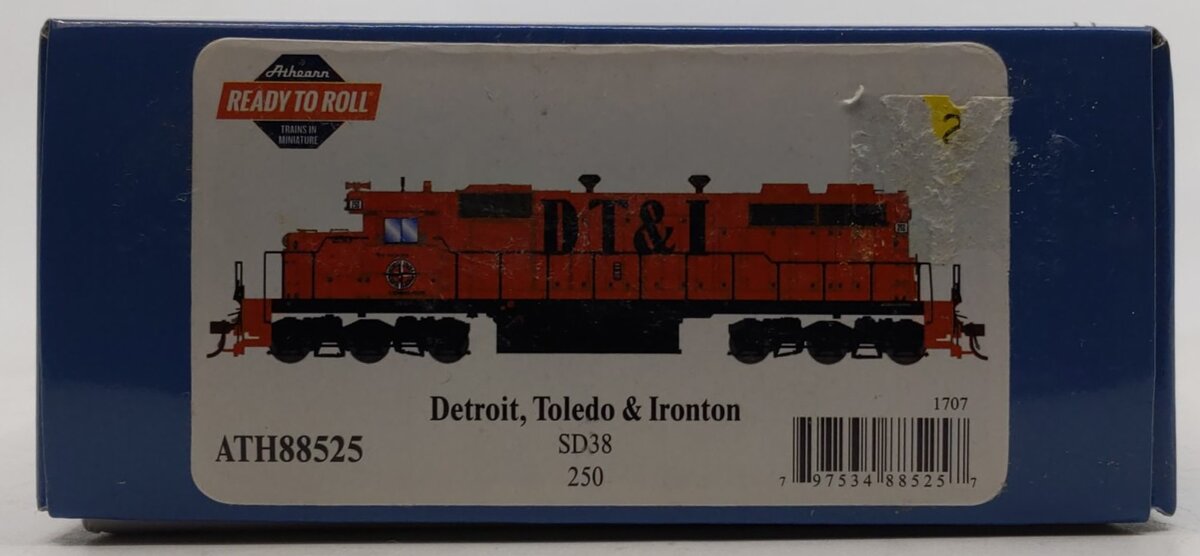 Athearn
READY TO ROLL
TRAINS IN
MINIATURE
2
DT&I
Detroit, Toledo & Ironton
1707
ATH88525
SD38
250
7 97534 88525 7